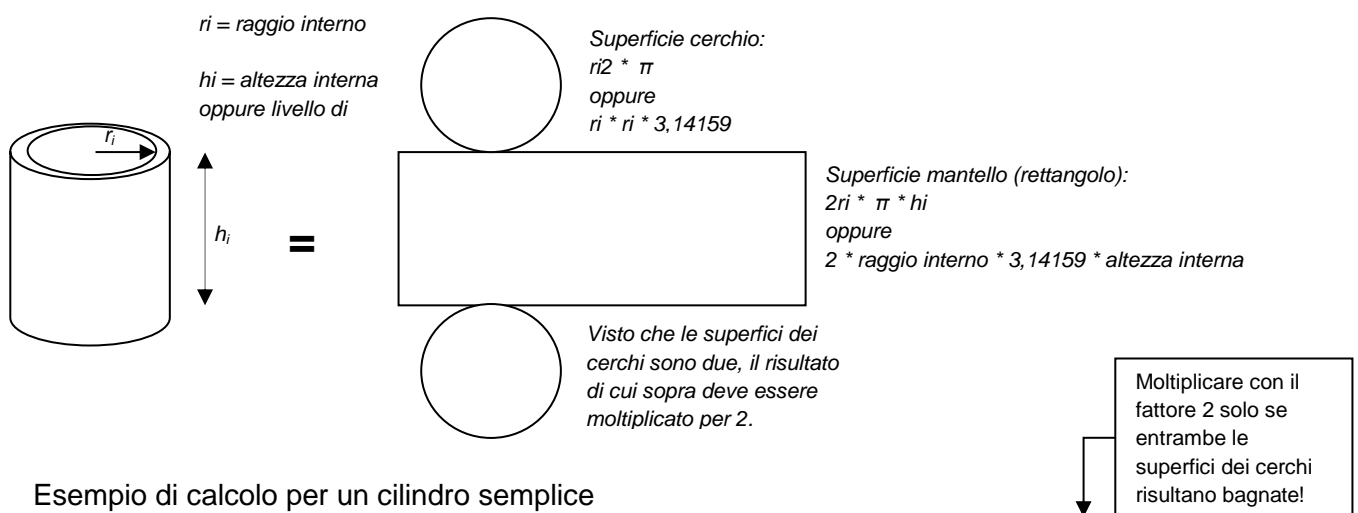 ri = raggio interno
hi = altezza interna
oppure livello di
r_i
h_i
=
Superficie cerchio:
ri2 * π
oppure
ri * ri * 3,14159
Superficie mantello (rettangolo):
2ri * π * hi
oppure
2 * raggio interno * 3,14159 * altezza interna
Visto che le superfici dei
cerchi sono due, il risultato
di cui sopra deve essere
moltiplicato per 2.
Moltiplicare con il
fattore 2 solo se
entrambe le
superfici dei cerchi
risultano bagnate!
Esempio di calcolo per un cilindro semplice